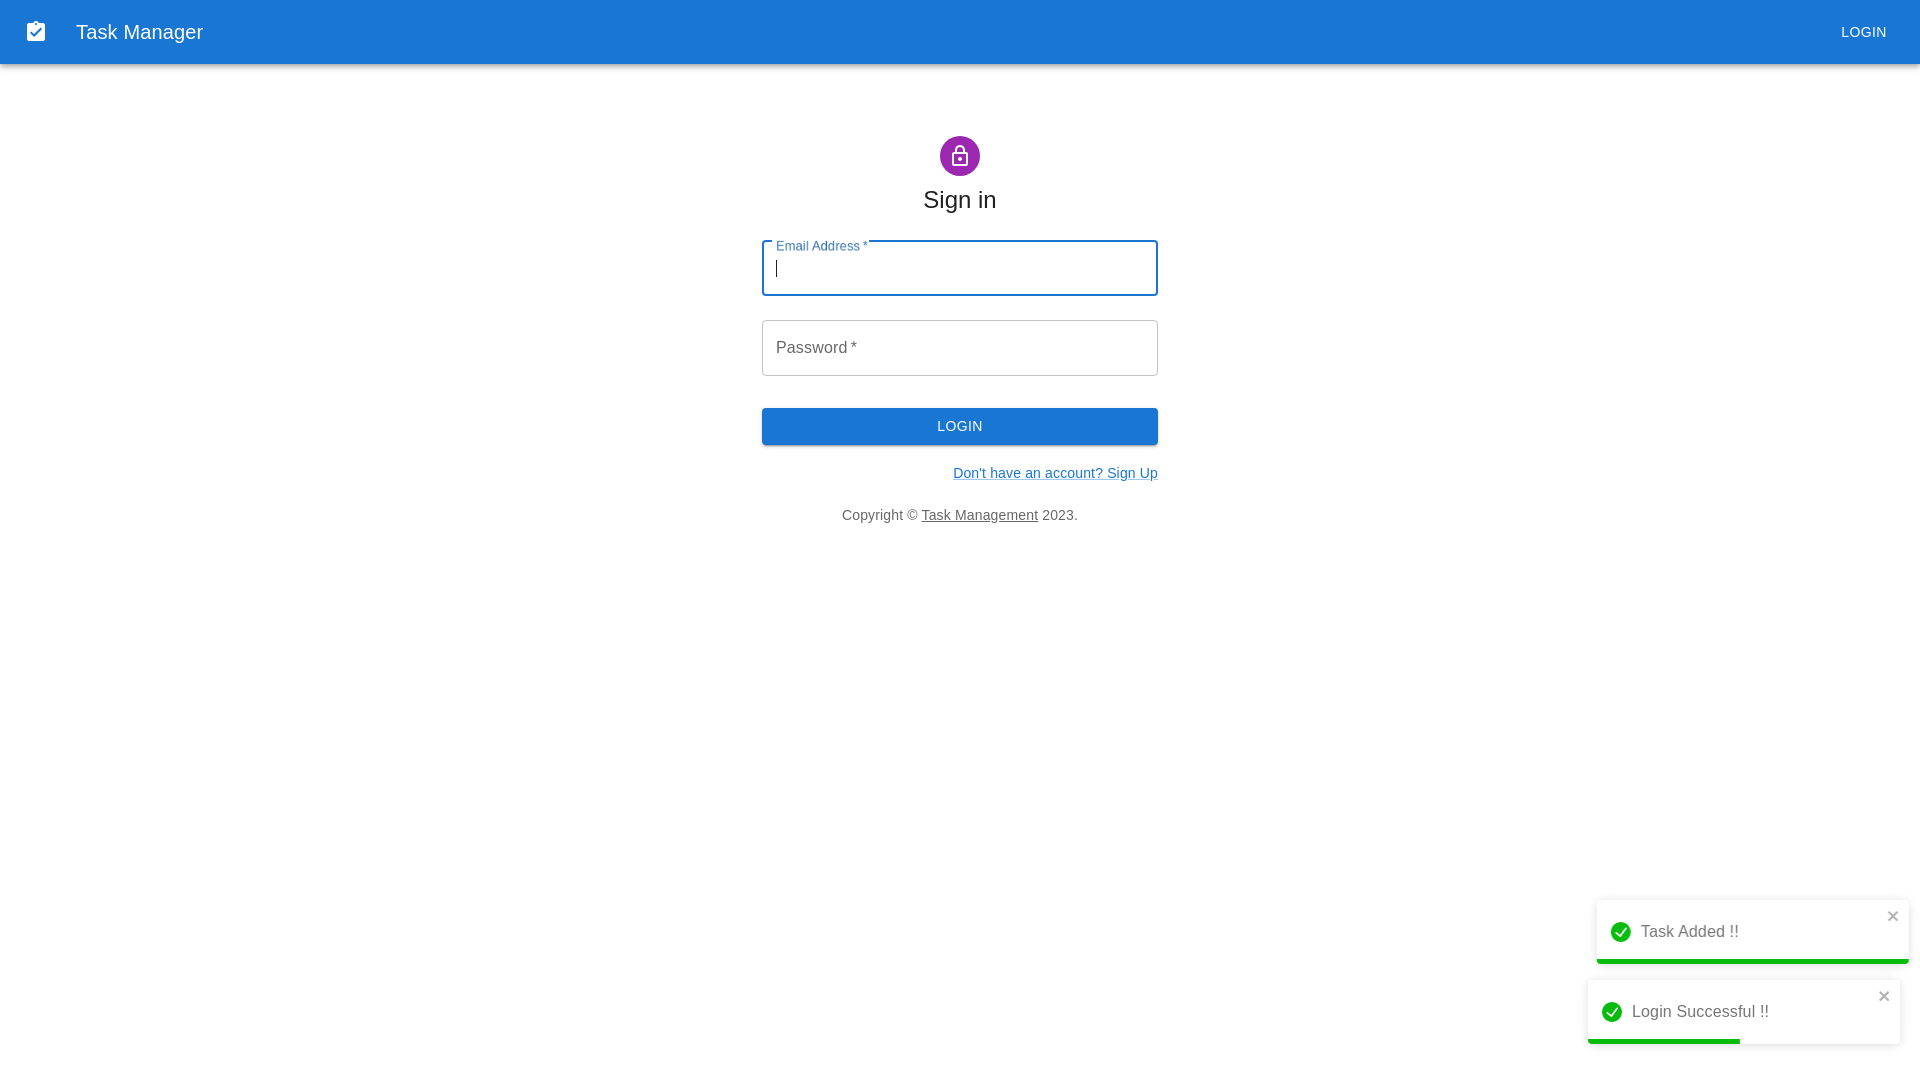 Task Manager
LOGIN
Sign in
Email Address *
Password *
LOGIN
Don't have an account? Sign Up
Copyright © Task Management 2023.
Task Added !!
Login Successful !!